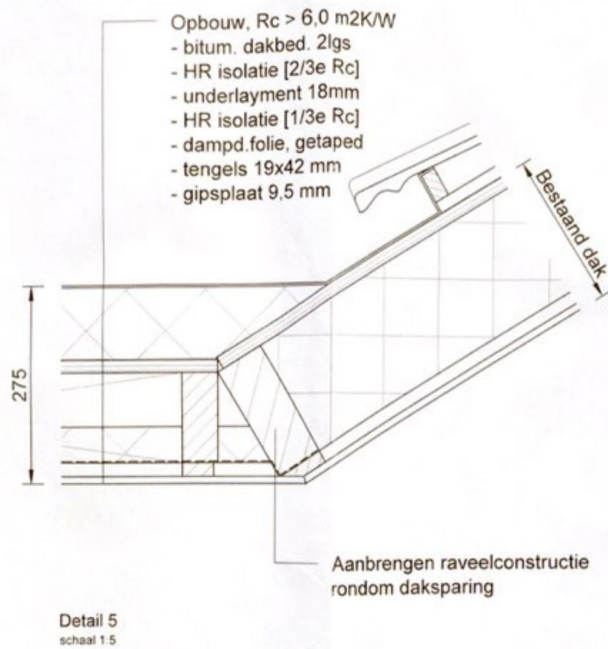 Opbouw, Rc > 6,0 m2K/W
- bitum. dakbed. 2lgs
- HR isolatie [2/3e Rc]
- underlayment 18mm
- HR isolatie [1/3e Rc]
- dampd.folie, getaped
- tengels 19x42 mm
- gipsplaat 9,5 mm
Bestaand dak
275
Aanbrengen raveelconstructie
rondom daksparing
Detail 5
schaal 1:5